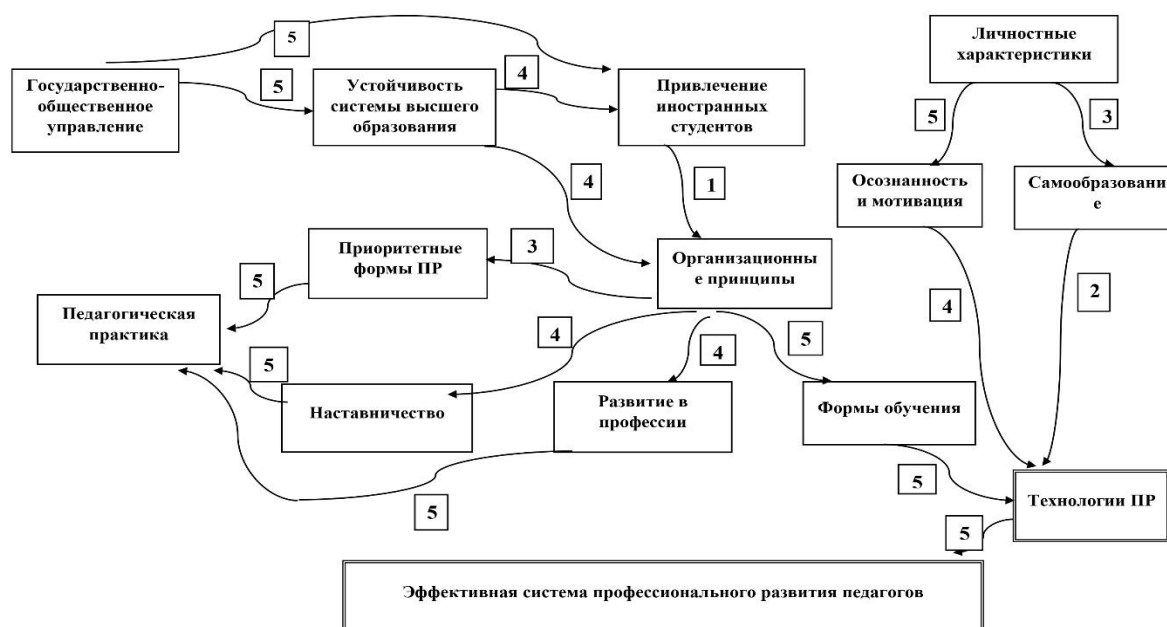 5
Личностные
характеристики
Государственно-
общественное
управление
5
Устойчивость
системы высшего
образования
4
Привлечение
иностранных
студентов
5
3
4
1
Осознанность
и мотивация
Самообразовани
е
Приоритетные
формы ПР
3
Организационны
е принципы
5
4
2
Педагогическая
практика
4
4
5
5
Наставничество
Развитие в
профессии
Формы обучения
5
5
Технологии ПР
5
Эффективная система профессионального развития педагогов